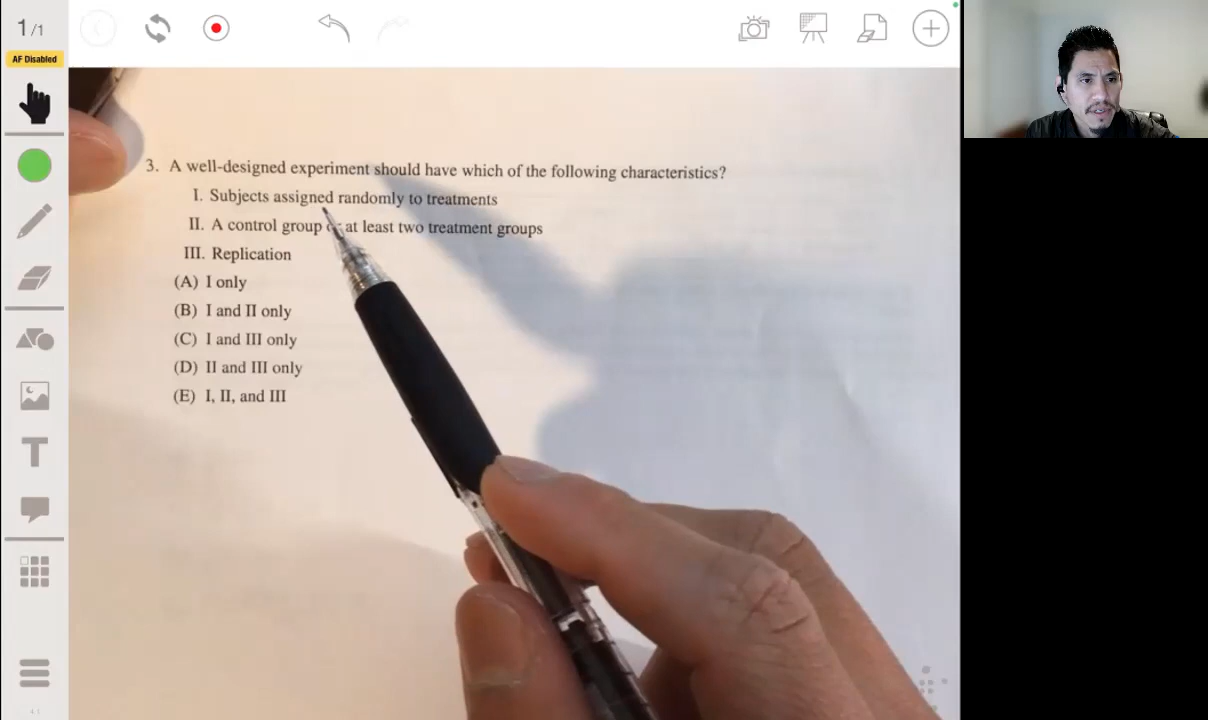 1/1
AF Disabled
3. A well-designed experiment should have which of the following characteristics?
I. Subjects assigned randomly to treatments
II. A control group at least two treatment groups
III. Replication
(A) I only
(B) I and II only
(C) I and III only
(D) II and III only
(E) I, II, and III
T